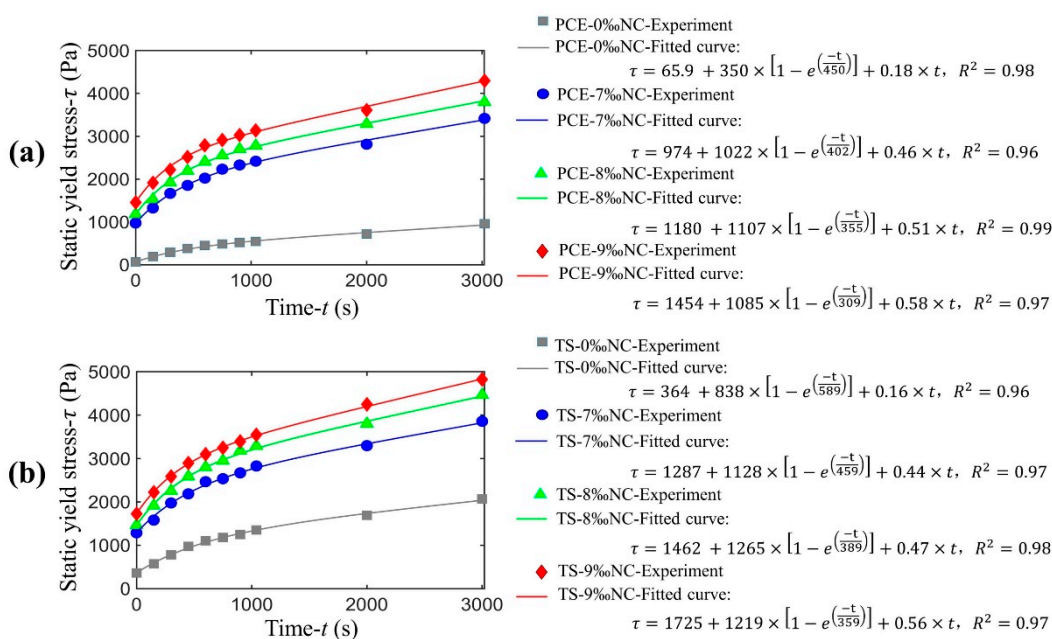 (a)
Static yield stress-τ (Pa)
5000
4000
3000
2000
1000
0
0 1000 2000 3000
Time-t (s)
PCE-0‰NC-Experiment
PCE-0‰NC-Fitted curve:
τ = 65.9 + 350 × [1 − e^(−t/450)] + 0.18 × t, R² = 0.98
PCE-7‰NC-Experiment
PCE-7‰NC-Fitted curve:
τ = 974 + 1022 × [1 − e^(−t/402)] + 0.46 × t, R² = 0.96
PCE-8‰NC-Experiment
PCE-8‰NC-Fitted curve:
τ = 1180 + 1107 × [1 − e^(−t/355)] + 0.51 × t, R² = 0.99
PCE-9‰NC-Experiment
PCE-9‰NC-Fitted curve:
τ = 1454 + 1085 × [1 − e^(−t/309)] + 0.58 × t, R² = 0.97
(b)
Static yield stress-τ (Pa)
5000
4000
3000
2000
1000
0
0 1000 2000 3000
Time-t (s)
TS-0‰NC-Experiment
TS-0‰NC-Fitted curve:
τ = 364 + 838 × [1 − e^(−t/589)] + 0.16 × t, R² = 0.96
TS-7‰NC-Experiment
TS-7‰NC-Fitted curve:
τ = 1287 + 1128 × [1 − e^(−t/459)] + 0.44 × t, R² = 0.97
TS-8‰NC-Experiment
TS-8‰NC-Fitted curve:
τ = 1462 + 1265 × [1 − e^(−t/389)] + 0.47 × t, R² = 0.98
TS-9‰NC-Experiment
TS-9‰NC-Fitted curve:
τ = 1725 + 1219 × [1 − e^(−t/359)] + 0.56 × t, R² = 0.97